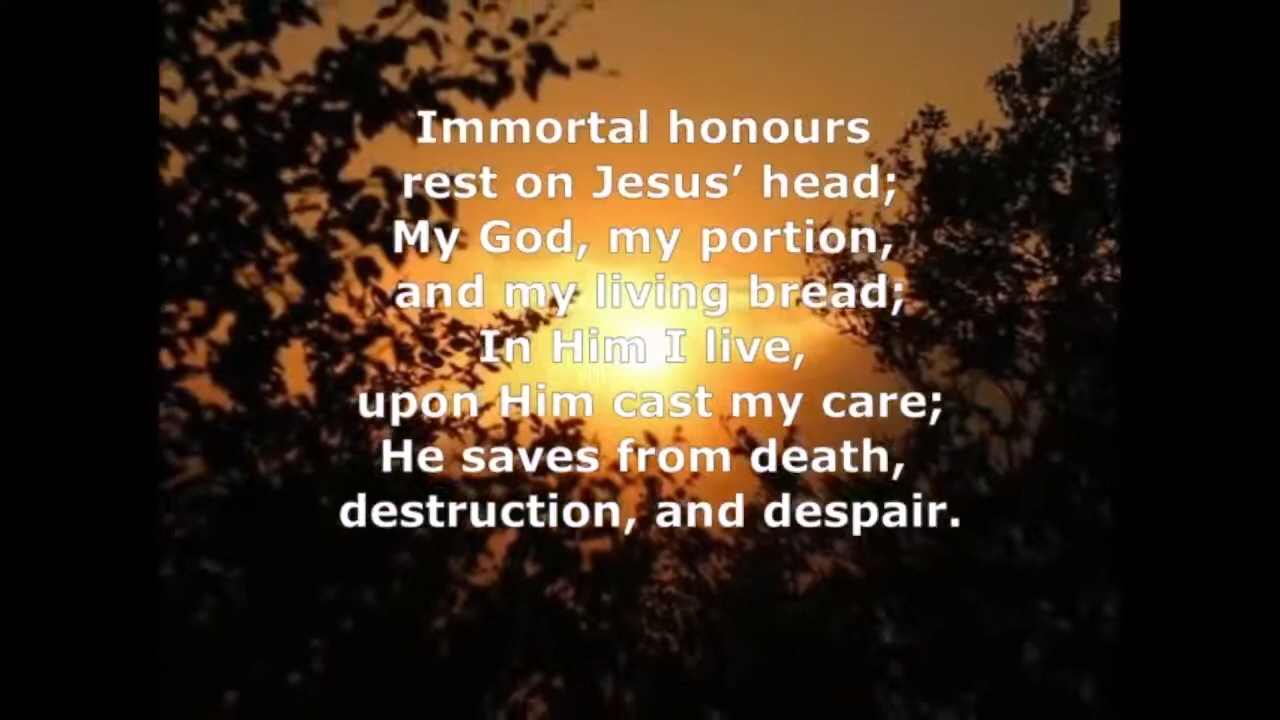 Immortal honours
rest on Jesus’ head;
My God, my portion,
and my living bread;
In Him I live,
upon Him cast my care;
He saves from death,
destruction, and despair.